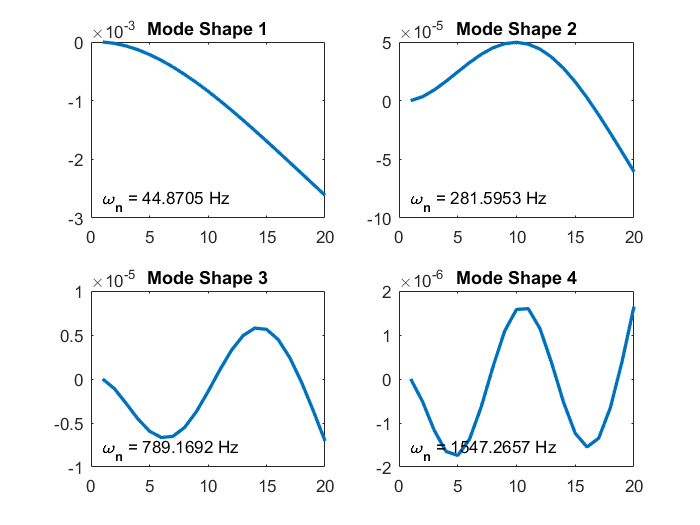 Mode Shape 1
×10⁻³
0
-1
-2
-3
0 5 10 15 20
ωₙ = 44.8705 Hz
Mode Shape 2
×10⁻⁵
5
0
-5
-10
0 5 10 15 20
ωₙ = 281.5953 Hz
Mode Shape 3
×10⁻⁵
1
0.5
0
-0.5
-1
0 5 10 15 20
ωₙ = 789.1692 Hz
Mode Shape 4
×10⁻⁶
2
1
0
-1
-2
0 5 10 15 20
ωₙ = 1547.2657 Hz